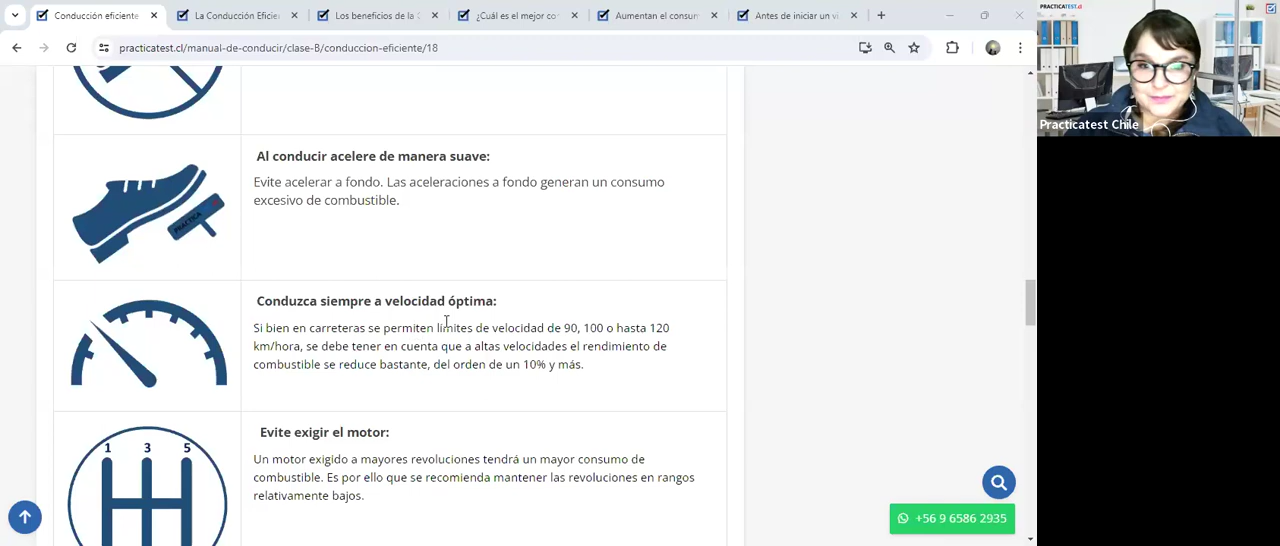 Conducción eficiente
La Conducción Eficie
Los beneficios de la C
¿Cuál es el mejor co
Aumentan el consum
Antes de iniciar un vi
practicatest.cl/manual-de-conducir/clase-B/conduccion-eficiente/18
PRACTICATEST.cl
Practicatest Chile
Al conducir acelere de manera suave:
Evite acelerar a fondo. Las aceleraciones a fondo generan un consumo
excesivo de combustible.
PRACTICA
Conduzca siempre a velocidad óptima:
Si bien en carreteras se permiten límites de velocidad de 90, 100 o hasta 120
km/hora, se debe tener en cuenta que a altas velocidades el rendimiento de
combustible se reduce bastante, del orden de un 10% y más.
1 3 5
Evite exigir el motor:
Un motor exigido a mayores revoluciones tendrá un mayor consumo de
combustible. Es por ello que se recomienda mantener las revoluciones en rangos
relativamente bajos.
+56 9 6586 2935